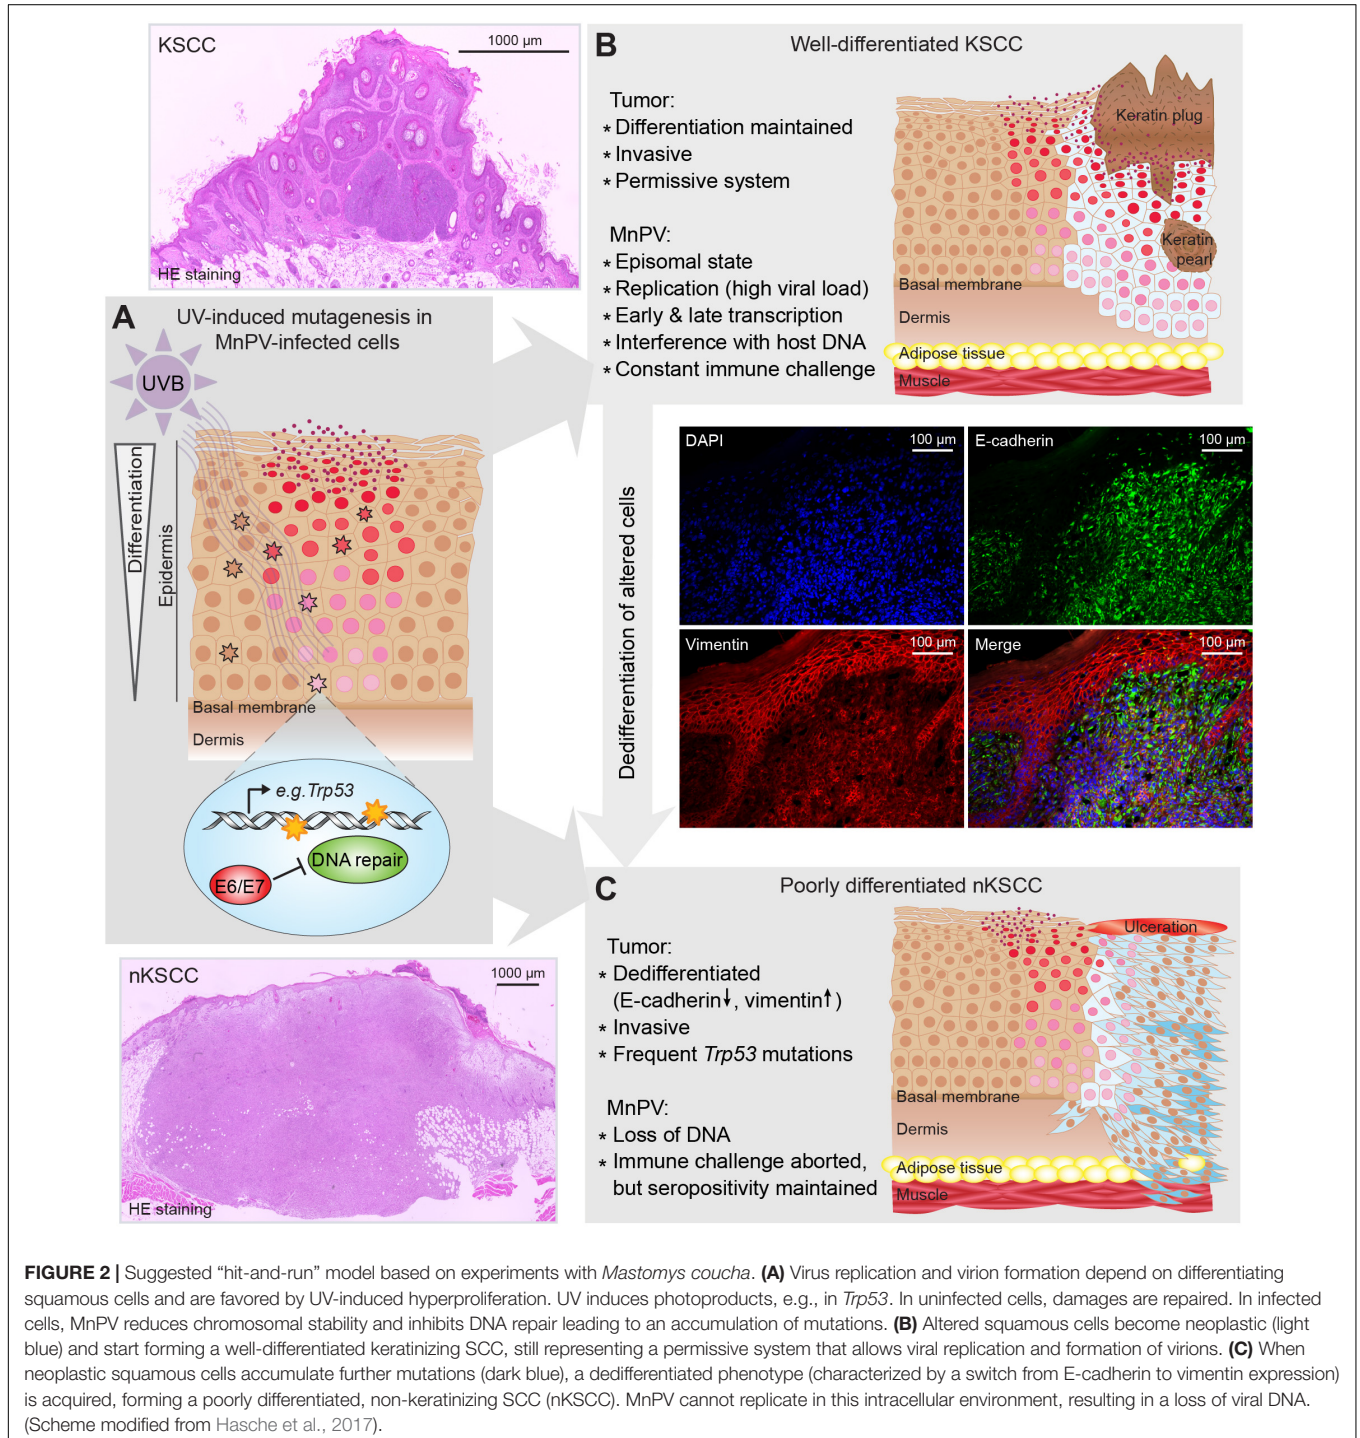 KSCC
1000 µm
HE staining
A
UV-induced mutagenesis in
MnPV-infected cells
UVB
Differentiation
Epidermis
Basal membrane
Dermis
e.g.Trp53
DNA repair
E6/E7
nKSCC
1000 µm
HE staining
B
Well-differentiated KSCC
Tumor:
* Differentiation maintained
* Invasive
* Permissive system
MnPV:
* Episomal state
* Replication (high viral load)
* Early & late transcription
* Interference with host DNA
* Constant immune challenge
Keratin plug
Keratin
pearl
Basal membrane
Dermis
Adipose tissue
Muscle
Dedifferentiation of altered cells
DAPI
100 µm
E-cadherin
100 µm
Vimentin
100 µm
Merge
100 µm
C
Poorly differentiated nKSCC
Tumor:
* Dedifferentiated
(E-cadherin↓, vimentin↑)
* Invasive
* Frequent Trp53 mutations
MnPV:
* Loss of DNA
* Immune challenge aborted,
but seropositivity maintained
Ulceration
Basal membrane
Dermis
Adipose tissue
Muscle
FIGURE 2 | Suggested “hit-and-run” model based on experiments with Mastomys coucha. (A) Virus replication and virion formation depend on differentiating
squamous cells and are favored by UV-induced hyperproliferation. UV induces photoproducts, e.g., in Trp53. In uninfected cells, damages are repaired. In infected
cells, MnPV reduces chromosomal stability and inhibits DNA repair leading to an accumulation of mutations. (B) Altered squamous cells become neoplastic (light
blue) and start forming a well-differentiated keratinizing SCC, still representing a permissive system that allows viral replication and formation of virions. (C) When
neoplastic squamous cells accumulate further mutations (dark blue), a dedifferentiated phenotype (characterized by a switch from E-cadherin to vimentin expression)
is acquired, forming a poorly differentiated, non-keratinizing SCC (nKSCC). MnPV cannot replicate in this intracellular environment, resulting in a loss of viral DNA.
(Scheme modified from Hasche et al., 2017).